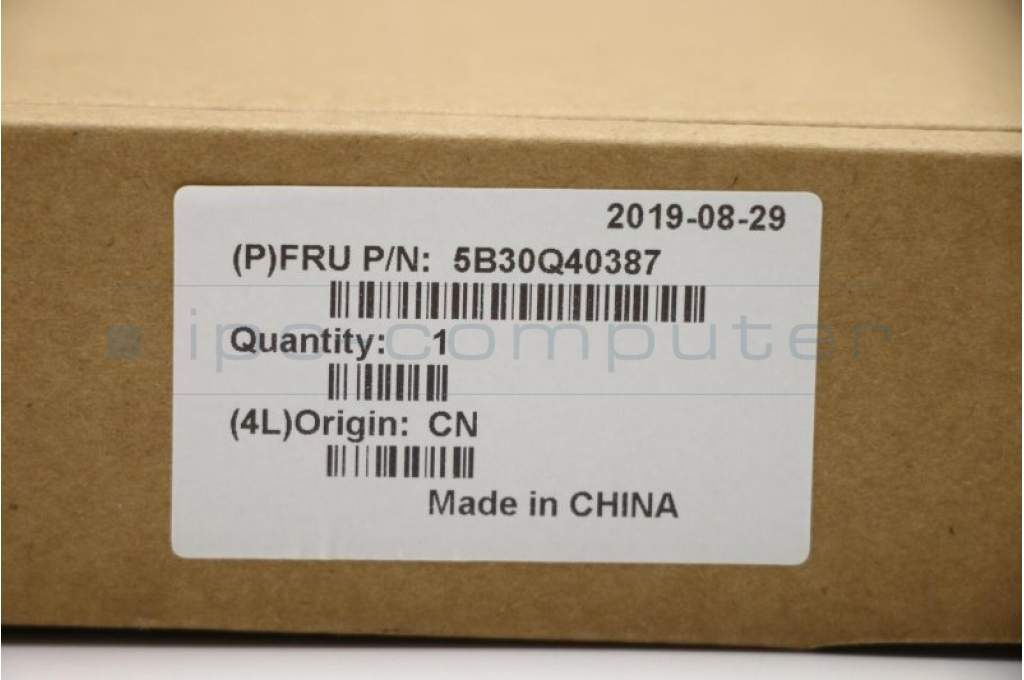 2019-08-29
(P)FRU P/N: 5B30Q40387
ipc-computer
Quantity: 1
(4L)Origin: CN
Made in CHINA